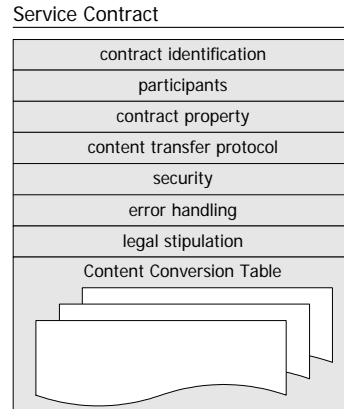 Service Contract
contract identification
participants
contract property
content transfer protocol
security
error handling
legal stipulation
Content Conversion Table